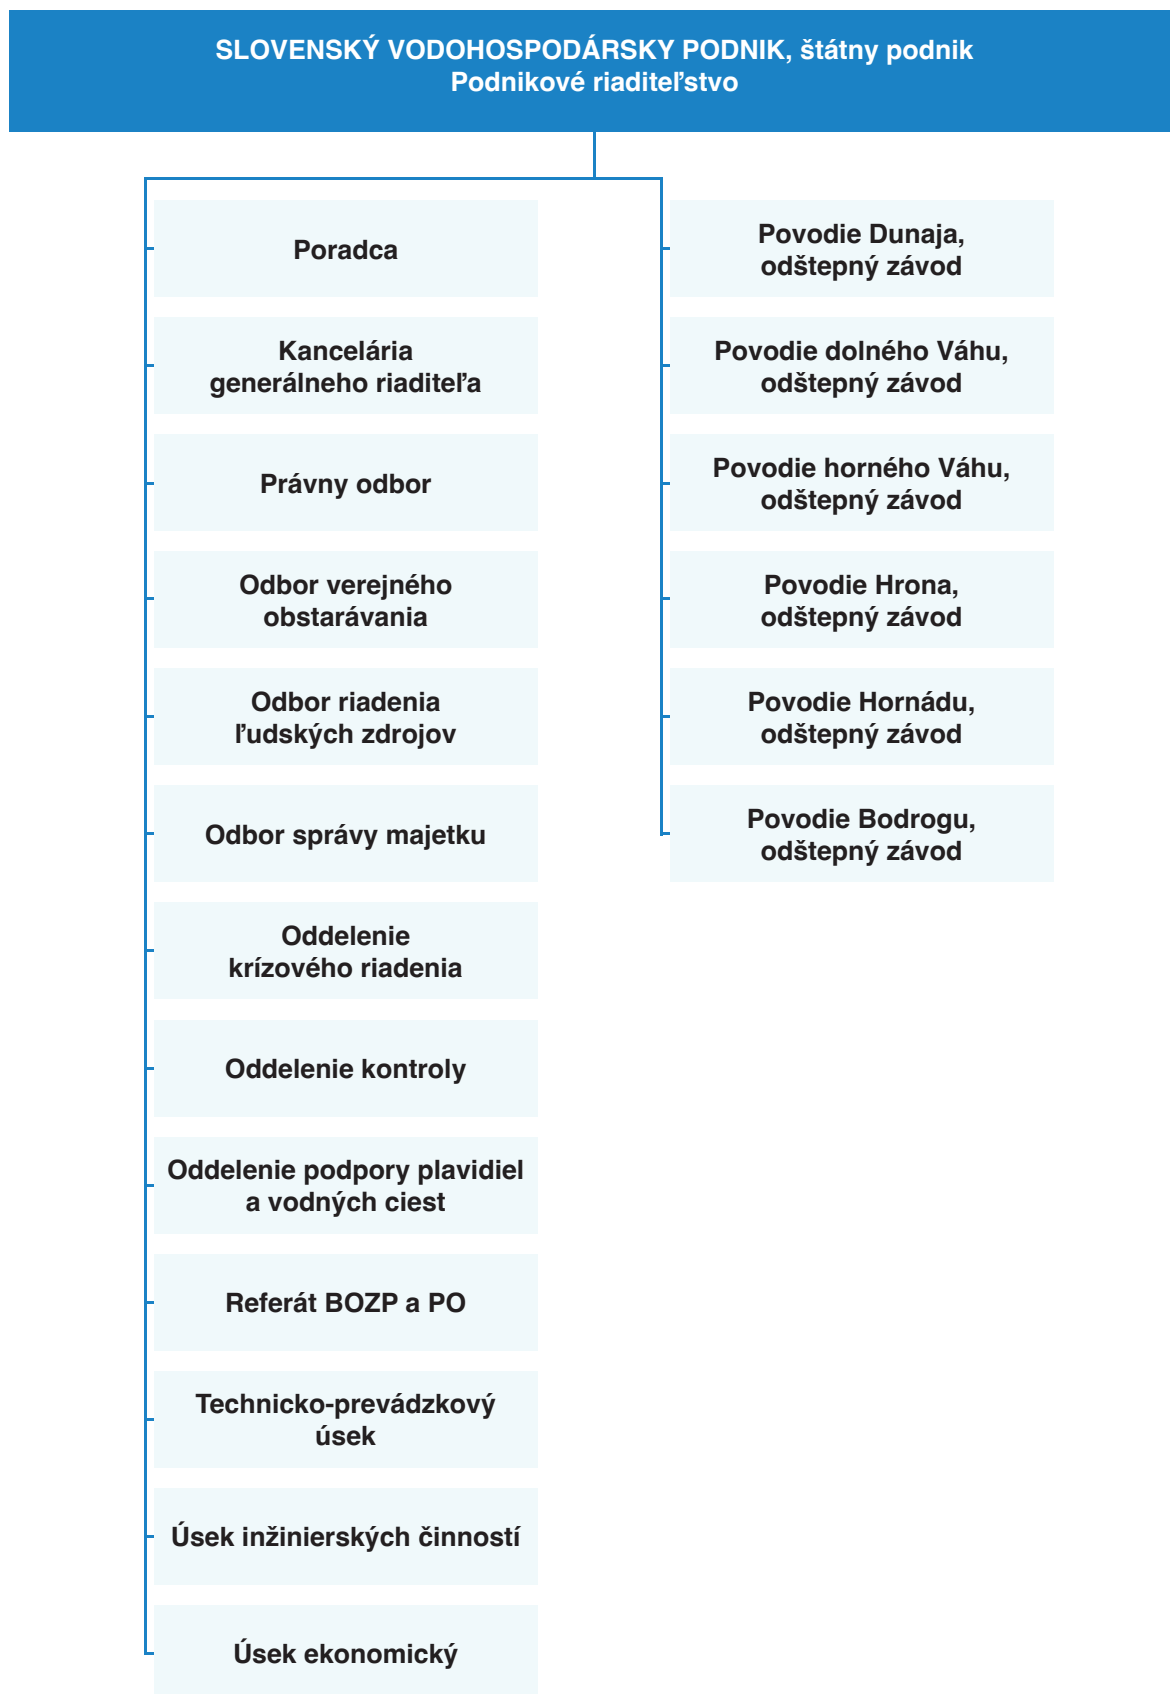 SLOVENSKÝ VODOHOSPODÁRSKY PODNIK, štátny podnik
Podnikové riaditeľstvo
Poradca
Kancelária
generálneho riaditeľa
Právny odbor
Odbor verejného
obstarávania
Odbor riadenia
ľudských zdrojov
Odbor správy majetku
Oddelenie
krízového riadenia
Oddelenie kontroly
Oddelenie podpory plavidiel
a vodných ciest
Referát BOZP a PO
Technicko-prevádzkový
úsek
Úsek inžinierských činností
Úsek ekonomický
Povodie Dunaja,
odštepný závod
Povodie dolného Váhu,
odštepný závod
Povodie horného Váhu,
odštepný závod
Povodie Hrona,
odštepný závod
Povodie Hornádu,
odštepný závod
Povodie Bodrogu,
odštepný závod